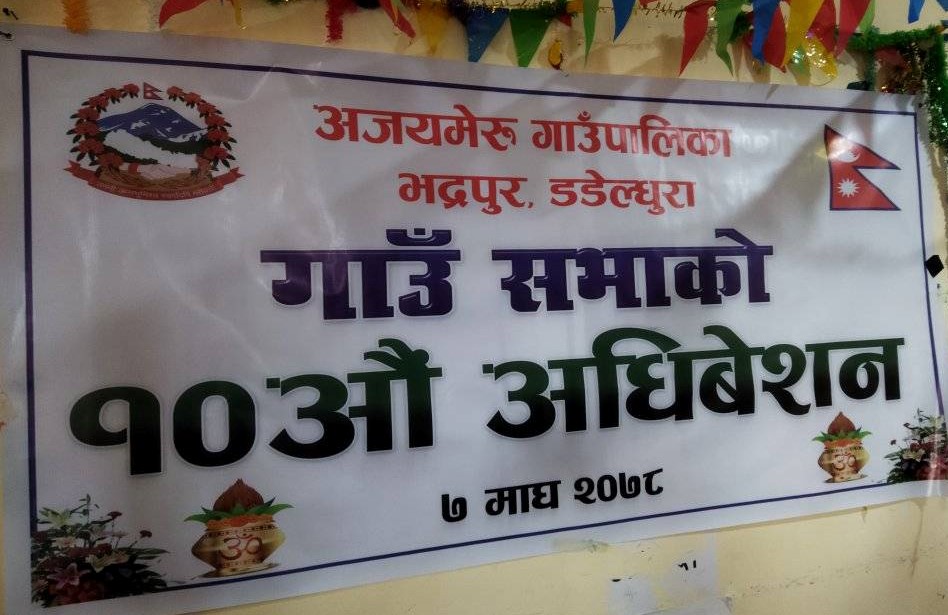 अजयमेरु गाउँपालिका
भद्रपुर, डडेल्धुरा
गाउँ सभाको
१०औ अधिबेशन
७ माघ २०७८
ॐ
ॐ